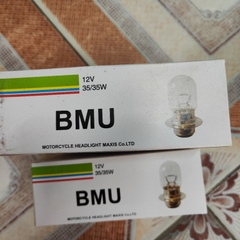 12V
35/35W
BMU
MOTORCYCLE HEADLIGHT MAXIS Co.LTD
12V
35/35W
BMU
MOTORCYCLE HEADLIGHT MAXIS Co.LTD